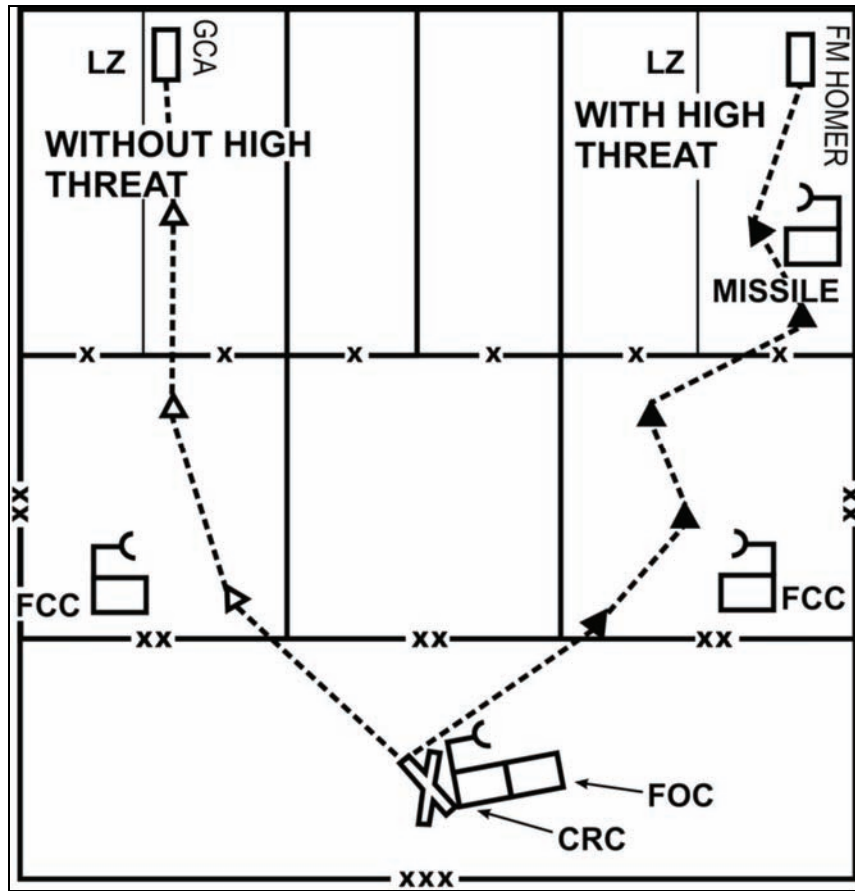 LZ
GCA
LZ
FM HOMER
WITHOUT HIGH
THREAT
WITH HIGH
THREAT
MISSILE
X
X
X
X
X
X
XX
XX
FCC
FCC
XX
XX
XX
FOC
CRC
XXX